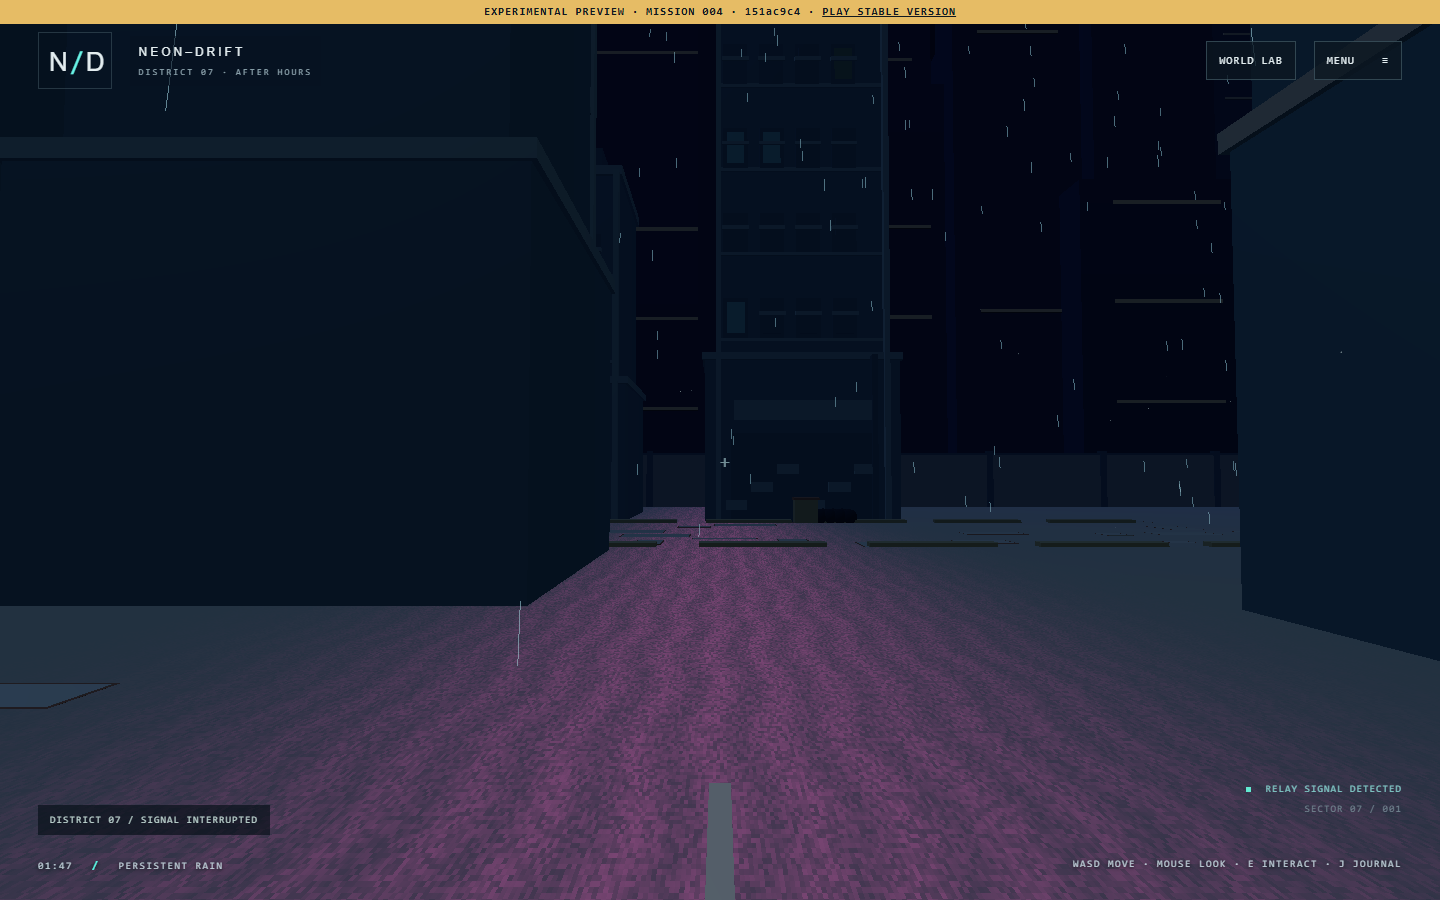 EXPERIMENTAL PREVIEW · MISSION 004 · 151ac9c4 · PLAY STABLE VERSION
N/D
NEON—DRIFT
DISTRICT 07 · AFTER HOURS
WORLD LAB
MENU ≡
RELAY SIGNAL DETECTED
SECTOR 07 / 001
DISTRICT 07 / SIGNAL INTERRUPTED
01:47 / PERSISTENT RAIN
WASD MOVE · MOUSE LOOK · E INTERACT · J JOURNAL